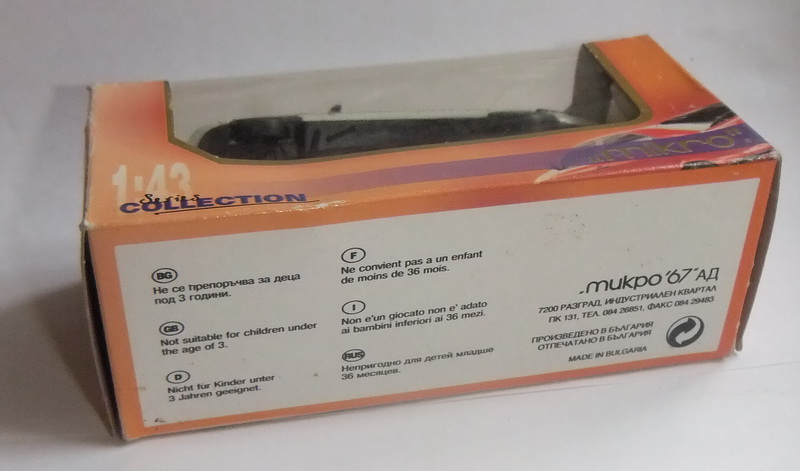 1:43
Series
COLLECTION
"mikro"
BG
Не се препоръчва за деца
под 3 години.
GB
Not suitable for children under
the age of 3.
D
Nicht für Kinder unter
3 Jahren geeignet.
F
Ne convient pas a un enfant
de moins de 36 mois.
I
Non e'un giocato non e' adato
ai bambini inferiori ai 36 mezi.
RUS
Непригодно для детей младше
36 месяцев.
„микро '67" АД
7200 РАЗГРАД, ИНДУСТРИАЛЕН КВАРТАЛ
ПК 131, ТЕЛ. 084 26851, ФАКС 084 29483
ПРОИЗВЕДЕНО В БЪЛГАРИЯ
ОТПЕЧАТАНО В БЪЛГАРИЯ
MADE IN BULGARIA